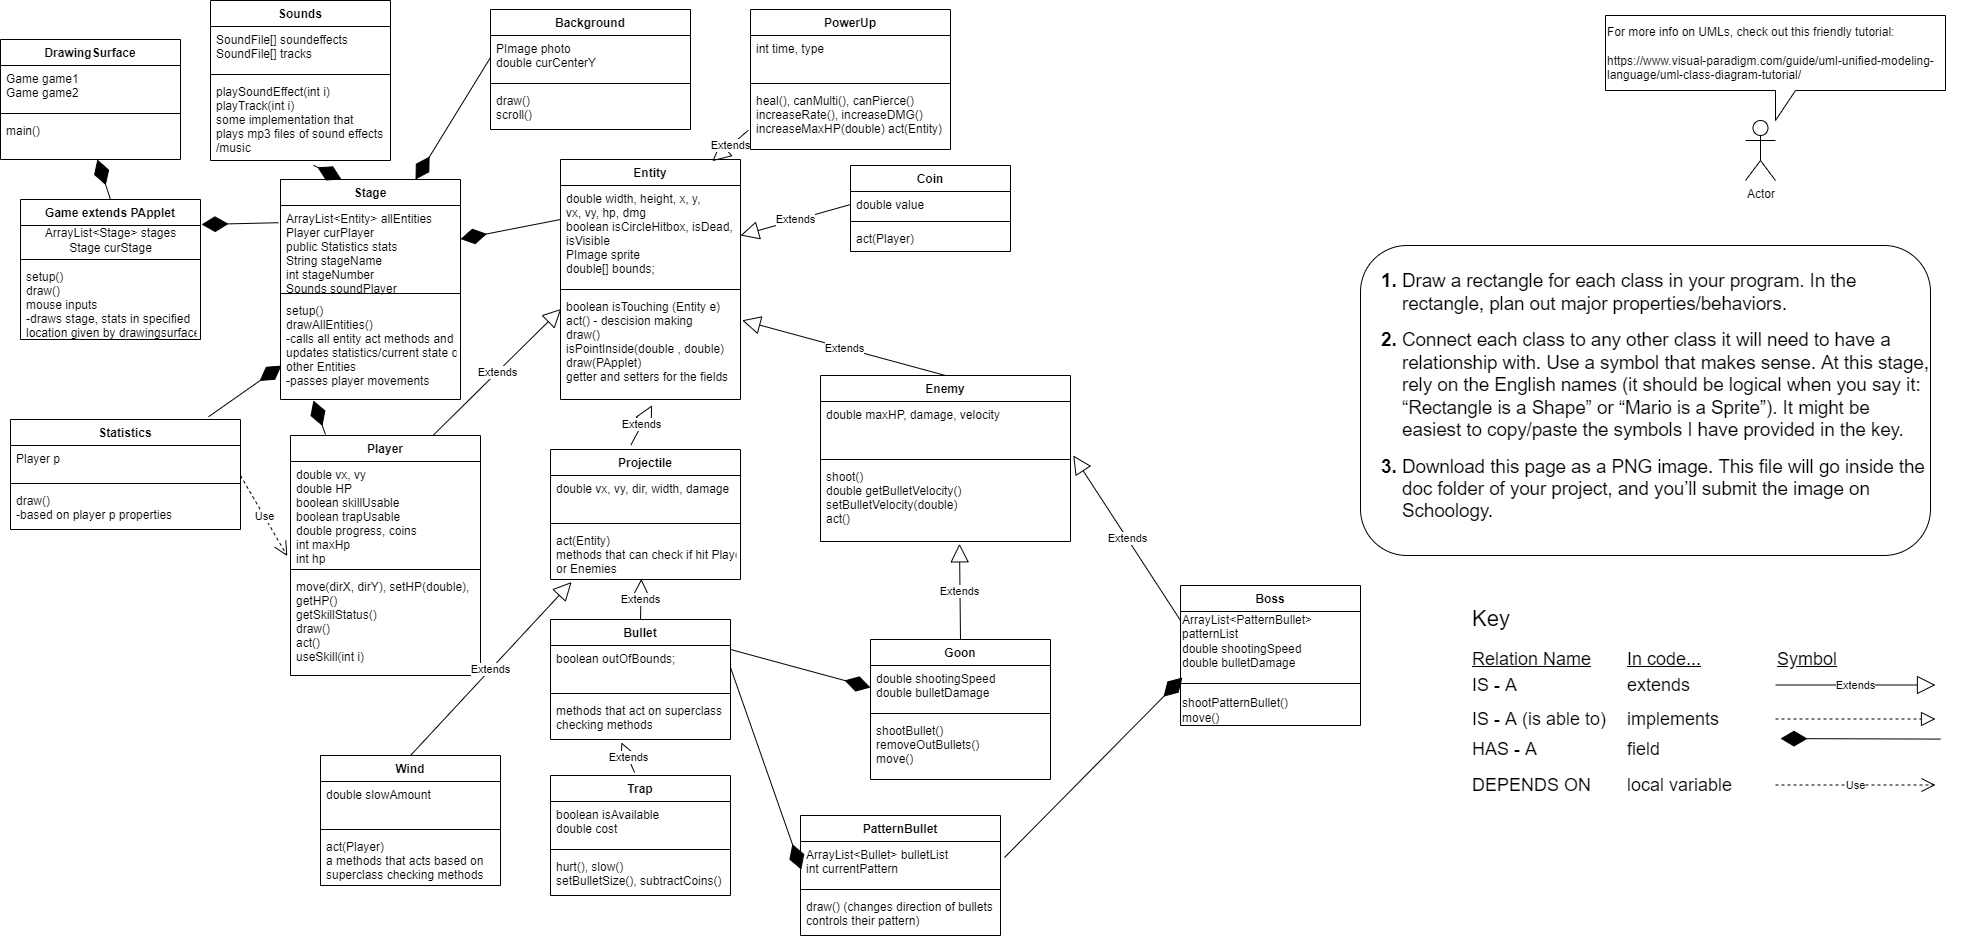 DrawingSurface
Game game1
Game game2
main()
Sounds
SoundFile[] soundeffects
SoundFile[] tracks
playSoundEffect(int i)
playTrack(int i)
some implementation that
plays mp3 files of sound effects
/music
Background
PImage photo
double curCenterY
draw()
scroll()
PowerUp
int time, type
heal(), canMulti(), canPierce()
increaseRate(), increaseDMG()
increaseMaxHP(double) act(Entity)
Extends
For more info on UMLs, check out this friendly tutorial:
https://www.visual-paradigm.com/guide/uml-unified-modeling-
language/uml-class-diagram-tutorial/
Actor
Game extends PApplet
ArrayList<Stage> stages
Stage curStage
setup()
draw()
mouse inputs
-draws stage, stats in specified
location given by drawingsurface
Stage
ArrayList<Entity> allEntities
Player curPlayer
public Statistics stats
String stageName
int stageNumber
Sounds soundPlayer
setup()
drawAllEntities()
-calls all entity act methods and
updates statistics/current state o
other Entities
-passes player movements
Entity
double width, height, x, y,
vx, vy, hp, dmg
boolean isCircleHitbox, isDead,
isVisible
PImage sprite
double[] bounds;
boolean isTouching (Entity e)
act() - descision making
draw()
isPointInside(double , double)
draw(PApplet)
getter and setters for the fields
Coin
double value
act(Player)
Extends
Extends
Extends
Extends
Statistics
Player p
draw()
-based on player p properties
Use
Player
double vx, vy
double HP
boolean skillUsable
boolean trapUsable
double progress, coins
int maxHp
int hp
move(dirX, dirY), setHP(double),
getHP()
getSkillStatus()
draw()
act()
useSkill(int i)
Projectile
double vx, vy, dir, width, damage
act(Entity)
methods that can check if hit Playe
or Enemies
Enemy
double maxHP, damage, velocity
shoot()
double getBulletVelocity()
setBulletVelocity(double)
act()
Extends
Extends
Extends
Extends
Bullet
boolean outOfBounds;
methods that act on superclass
checking methods
Goon
double shootingSpeed
double bulletDamage
shootBullet()
removeOutBullets()
move()
Boss
ArrayList<PatternBullet>
patternList
double shootingSpeed
double bulletDamage
shootPatternBullet()
move()
Wind
double slowAmount
act(Player)
a methods that acts based on
superclass checking methods
Extends
Trap
boolean isAvailable
double cost
hurt(), slow()
setBulletSize(), subtractCoins()
PatternBullet
ArrayList<Bullet> bulletList
int currentPattern
draw() (changes direction of bullets
controls their pattern)
1. Draw a rectangle for each class in your program. In the
rectangle, plan out major properties/behaviors.
2. Connect each class to any other class it will need to have a
relationship with. Use a symbol that makes sense. At this stage,
rely on the English names (it should be logical when you say it:
“Rectangle is a Shape” or “Mario is a Sprite”). It might be
easiest to copy/paste the symbols I have provided in the key.
3. Download this page as a PNG image. This file will go inside the
doc folder of your project, and you’ll submit the image on
Schoology.
Key
Relation Name In code... Symbol
IS - A extends Extends
IS - A (is able to) implements
HAS - A field
DEPENDS ON local variable Use